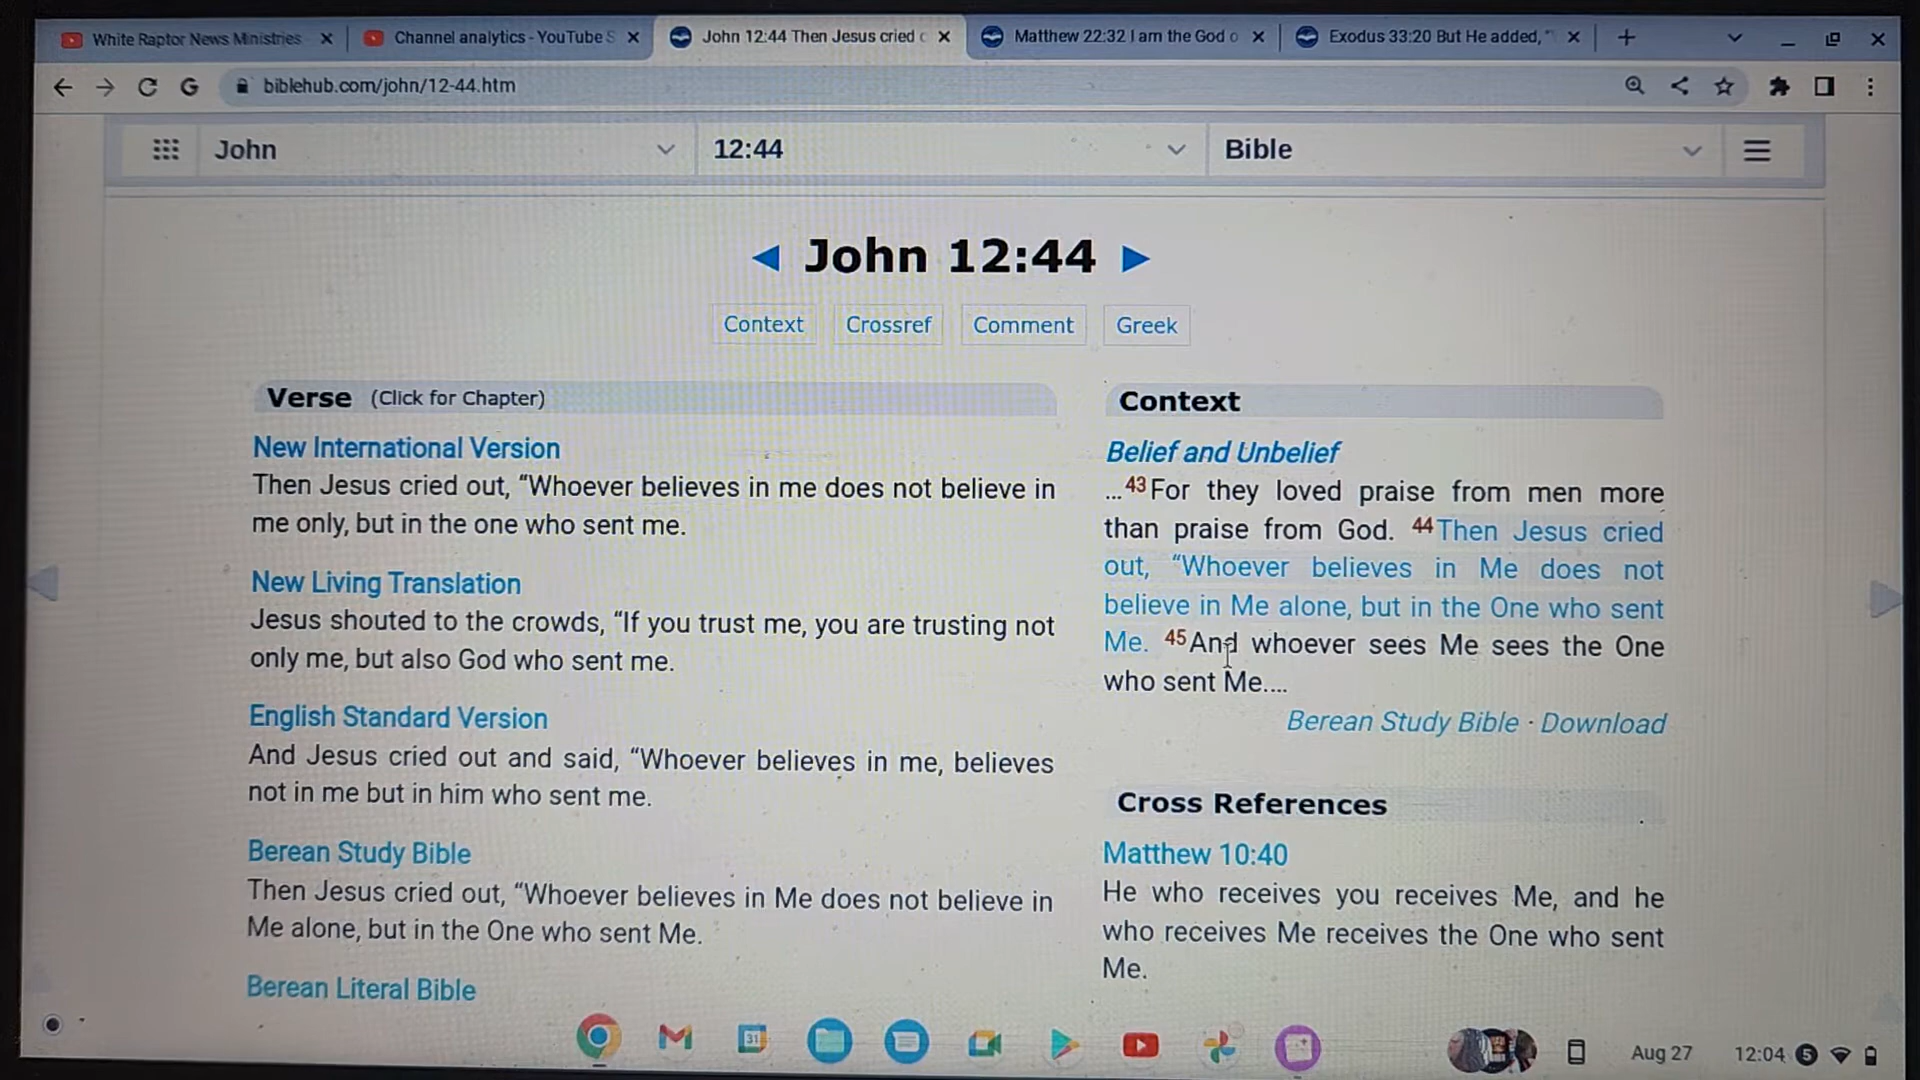 White Raptor News Ministries
Channel analytics - YouTube S
John 12:44 Then Jesus cried
Matthew 22:32 I am the God o
Exodus 33:20 But He added, "
biblehub.com/john/12-44.htm
John
12:44
Bible
John 12:44
Context
Crossref
Comment
Greek
Verse (Click for Chapter)
New International Version
Then Jesus cried out, “Whoever believes in me does not believe in
me only, but in the one who sent me.
New Living Translation
Jesus shouted to the crowds, “If you trust me, you are trusting not
only me, but also God who sent me.
English Standard Version
And Jesus cried out and said, “Whoever believes in me, believes
not in me but in him who sent me.
Berean Study Bible
Then Jesus cried out, “Whoever believes in Me does not believe in
Me alone, but in the One who sent Me.
Berean Literal Bible
Context
Belief and Unbelief
...43For they loved praise from men more
than praise from God. 44Then Jesus cried
out, “Whoever believes in Me does not
believe in Me alone, but in the One who sent
Me. 45And whoever sees Me sees the One
who sent Me....
Berean Study Bible · Download
Cross References
Matthew 10:40
He who receives you receives Me, and he
who receives Me receives the One who sent
Me.
31
Aug 27
12:04
5